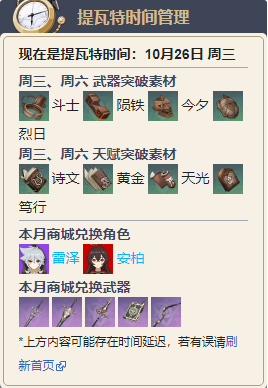 提瓦特时间管理
现在是提瓦特时间：10月26日 周三
周三、周六 武器突破素材
斗士 陨铁 今夕
烈日
周三、周六 天赋突破素材
诗文 黄金 天光
笃行
本月商城兑换角色
雷泽 安柏
本月商城兑换武器
*上方内容可能存在时间延迟，若有误请刷
新首页